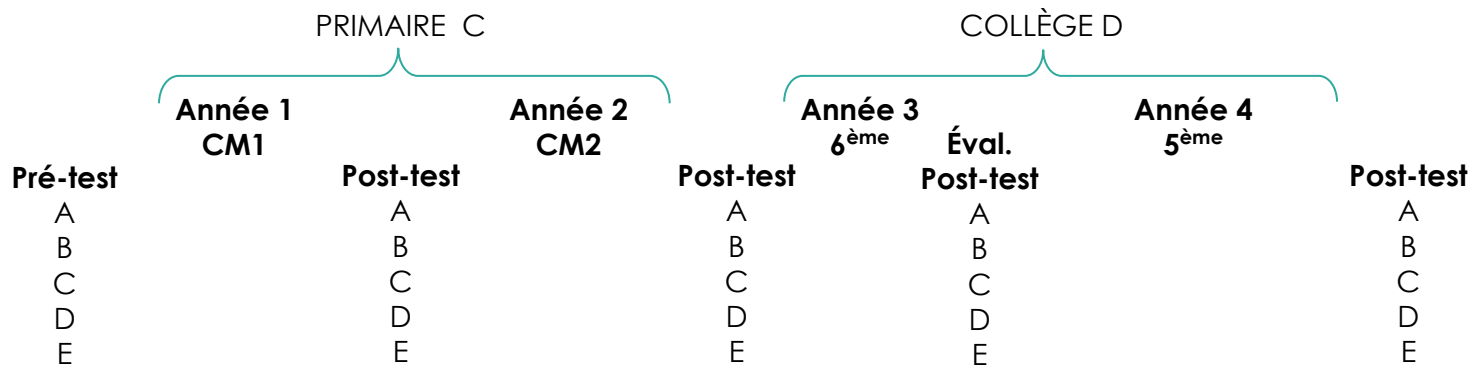 PRIMAIRE C COLLÈGE D
Année 1 Année 2 Année 3 Année 4
CM1 CM2 6ème Éval. 5ème
Pré-test Post-test Post-test Post-test Post-test
A A A A A
B B B B B
C C C C C
D D D D D
E E E E E